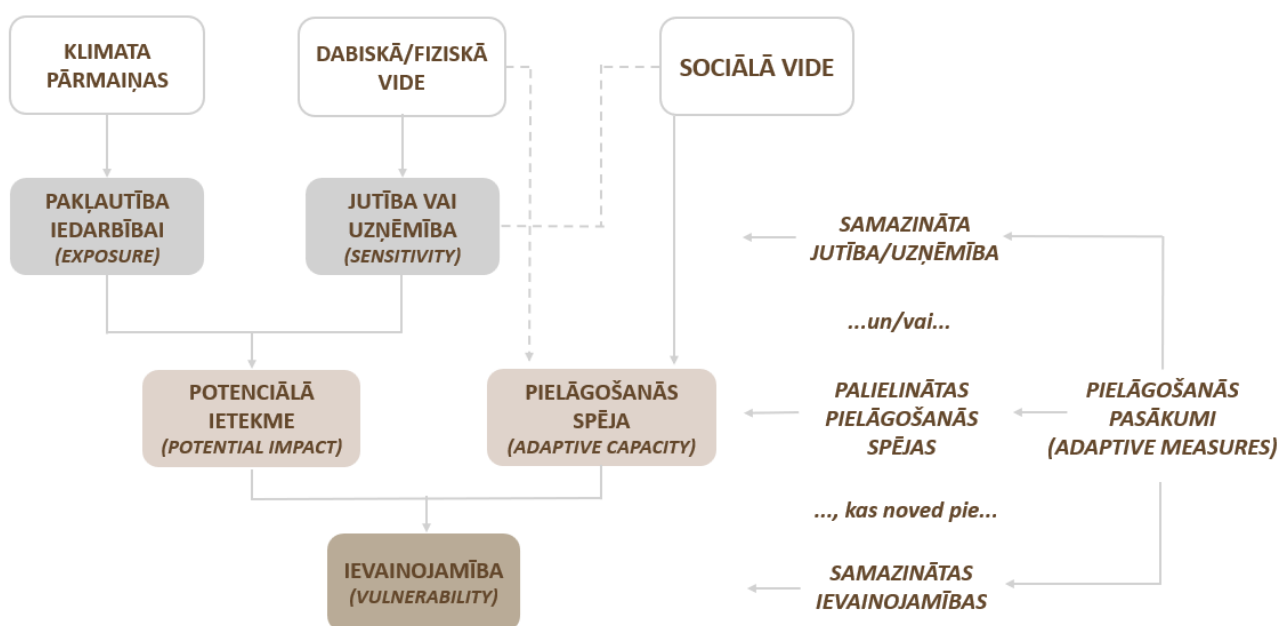 KLIMATA
PĀRMAIŅAS
DABISKĀ/FIZISKĀ
VIDE
SOCIĀLĀ VIDE
PAKĻAUTĪBA
IEDARBĪBAI
(EXPOSURE)
JUTĪBA VAI
UZŅĒMĪBA
(SENSITIVITY)
SAMAZINĀTA
JUTĪBA/UZŅĒMĪBA
...un/vai...
POTENCIĀLĀ
IETEKME
(POTENTIAL IMPACT)
PIELĀGOŠANĀS
SPĒJA
(ADAPTIVE CAPACITY)
PALIELINĀTAS
PIELĀGOŠANĀS
SPĒJAS
PIELĀGOŠANĀS
PASĀKUMI
(ADAPTIVE MEASURES)
..., kas noved pie...
IEVAINOJAMĪBA
(VULNERABILITY)
SAMAZINĀTAS
IEVAINOJAMĪBAS